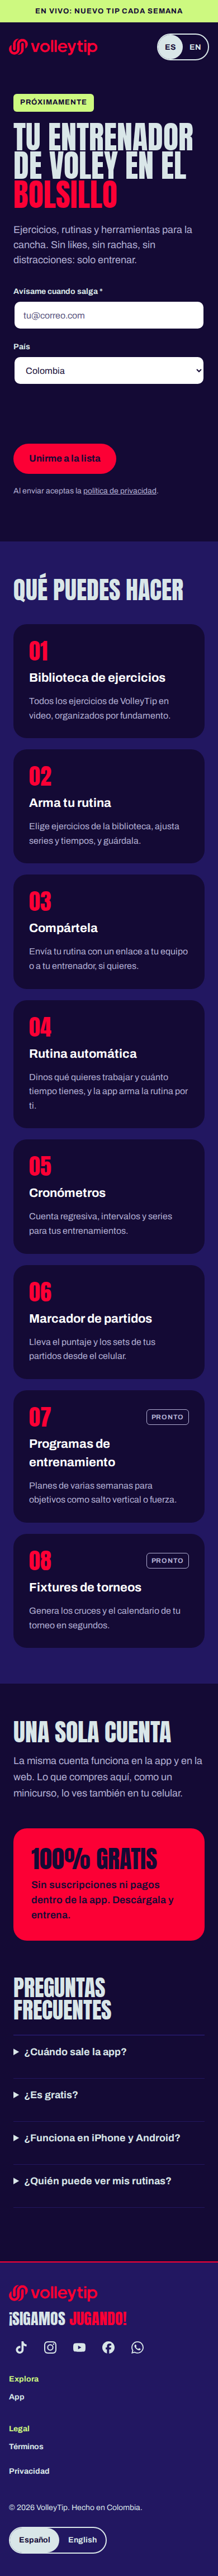 EN VIVO: NUEVO TIP CADA SEMANA
volleytip
ES EN
PRÓXIMAMENTE
TU ENTRENADOR
DE VOLEY EN EL
BOLSILLO
Ejercicios, rutinas y herramientas para la
cancha. Sin likes, sin rachas, sin
distracciones: solo entrenar.
Avísame cuando salga *
tu@correo.com
País
Colombia
Unirme a la lista
Al enviar aceptas la política de privacidad.
QUÉ PUEDES HACER
01
Biblioteca de ejercicios
Todos los ejercicios de VolleyTip en
video, organizados por fundamento.
02
Arma tu rutina
Elige ejercicios de la biblioteca, ajusta
series y tiempos, y guárdala.
03
Compártela
Envía tu rutina con un enlace a tu equipo
o a tu entrenador, si quieres.
04
Rutina automática
Dinos qué quieres trabajar y cuánto
tiempo tienes, y la app arma la rutina por
ti.
05
Cronómetros
Cuenta regresiva, intervalos y series
para tus entrenamientos.
06
Marcador de partidos
Lleva el puntaje y los sets de tus
partidos desde el celular.
07
PRONTO
Programas de
entrenamiento
Planes de varias semanas para
objetivos como salto vertical o fuerza.
08
PRONTO
Fixtures de torneos
Genera los cruces y el calendario de tu
torneo en segundos.
UNA SOLA CUENTA
La misma cuenta funciona en la app y en la
web. Lo que compres aquí, como un
minicurso, lo ves también en tu celular.
100% GRATIS
Sin suscripciones ni pagos
dentro de la app. Descárgala y
entrena.
PREGUNTAS
FRECUENTES
¿Cuándo sale la app?
¿Es gratis?
¿Funciona en iPhone y Android?
¿Quién puede ver mis rutinas?
volleytip
¡SIGAMOS JUGANDO!
Explora
App
Legal
Términos
Privacidad
© 2026 VolleyTip. Hecho en Colombia.
Español English